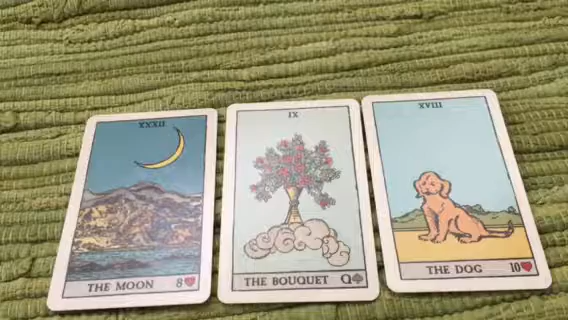 XXXII
THE MOON 8♥
IX
THE BOUQUET Q♠
XVIII
THE DOG 10♥